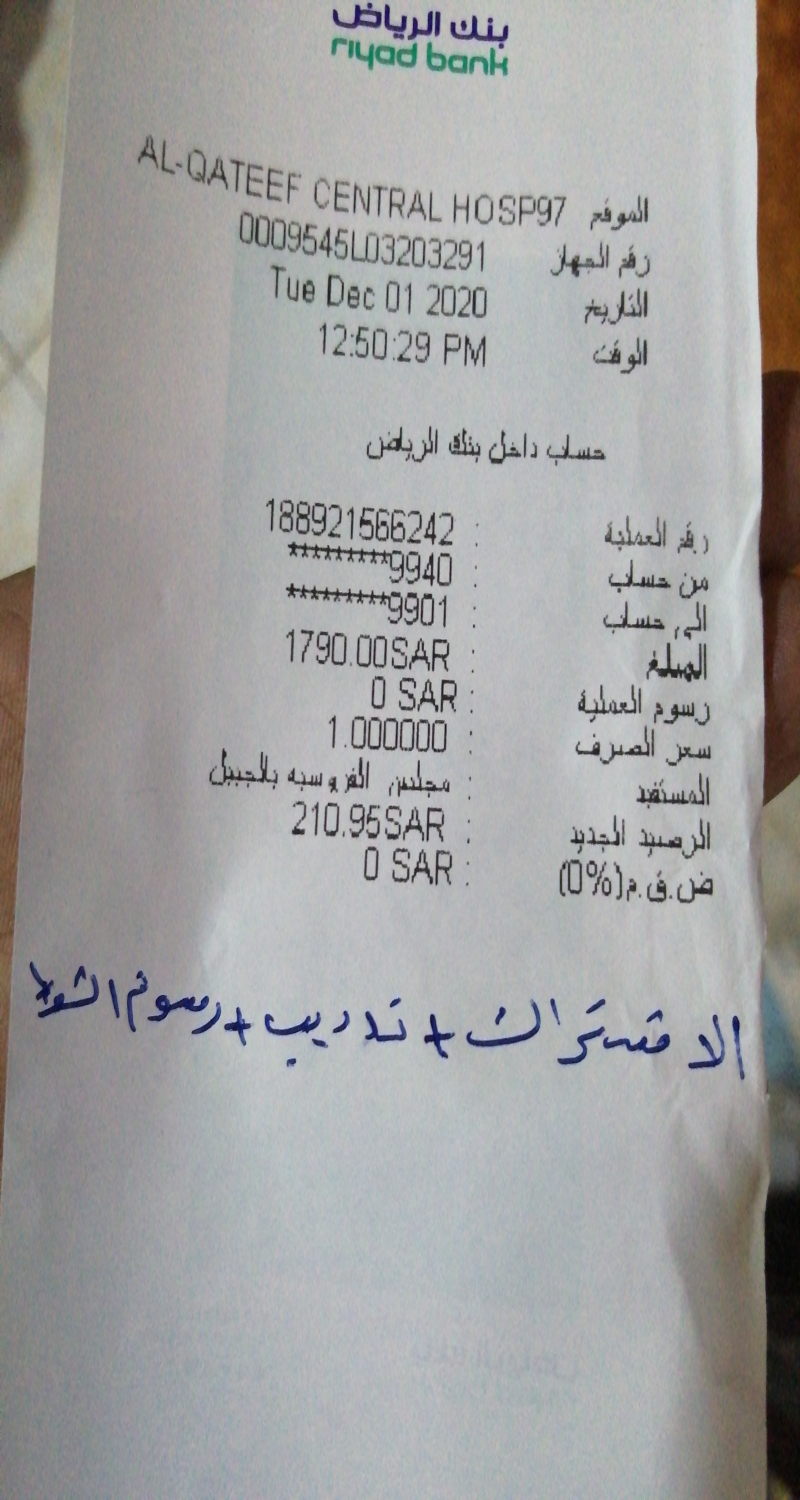 بنك الرياض
riyad bank
الموقع AL-QATEEF CENTRAL HOSP97
رقم الجهاز 0009545L03203291
التاريخ Tue Dec 01 2020
الوقت 12:50:29 PM
حساب داخل بنك الرياض
رقم العملية : 188921566242
من حساب : *********9940
الى حساب : *********9901
المبلغ : 1790.00SAR
رسوم العملية : 0 SAR
سعر الصرف : 1.000000
المستفيد : مجلس الفروسيه بالجبيل
الرصيد الجديد : 210.95SAR
ض.ق.م(0%) : 0 SAR
الاشتراك + تدريب + رسوم